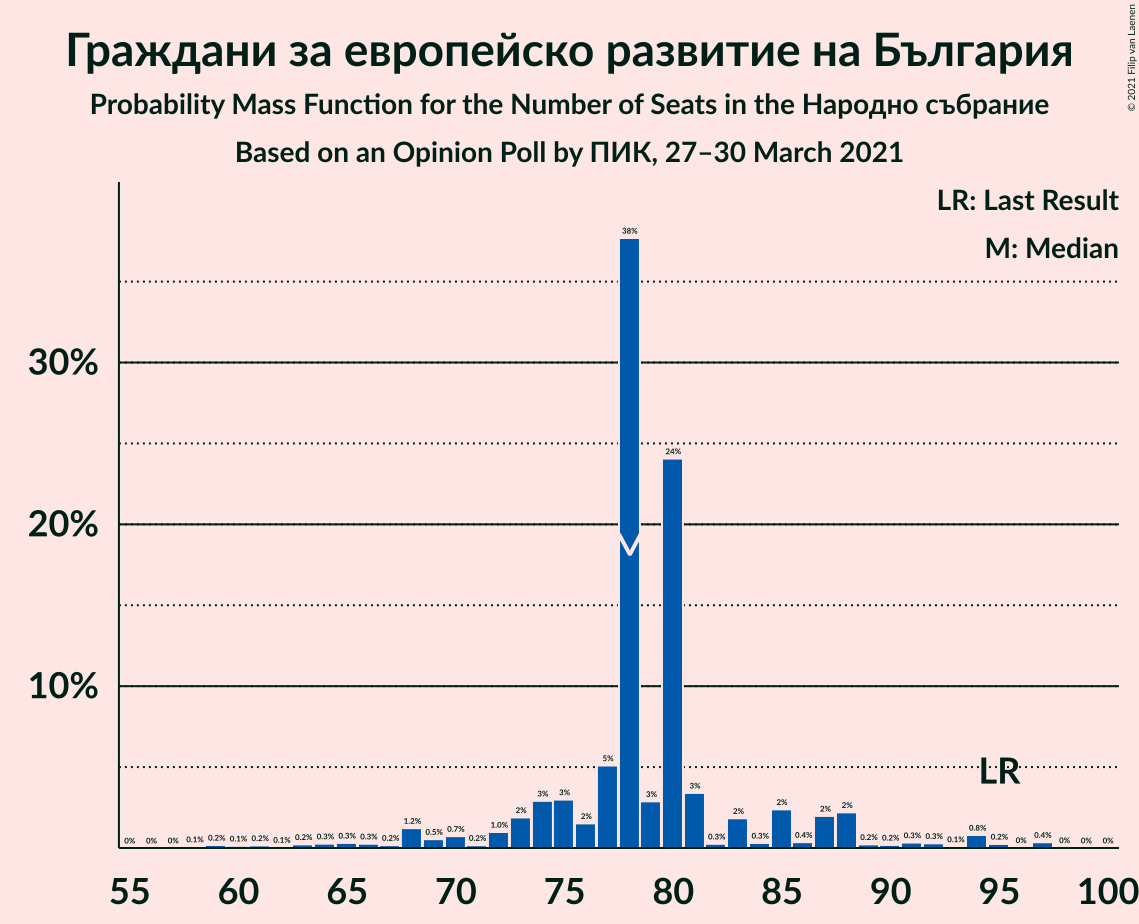 Граждани за европейско развитие на България
Probability Mass Function for the Number of Seats in the Народно събрание
Based on an Opinion Poll by ПИК, 27–30 March 2021
© 2021 Filip van Laenen
LR: Last Result
M: Median
30%
20%
10%
38%
24%
LR
0% 0% 0% 0.1% 0.2% 0.1% 0.2% 0.1% 0.2% 0.3% 0.3% 0.3% 0.2% 1.2% 0.5% 0.7% 0.2% 1.0% 2% 3% 3% 2% 5% 3% 3% 0.3% 2% 0.3% 2% 0.4% 2% 2% 0.2% 0.2% 0.3% 0.3% 0.1% 0.8% 0.2% 0% 0.4% 0% 0% 0%
55 60 65 70 75 80 85 90 95 100